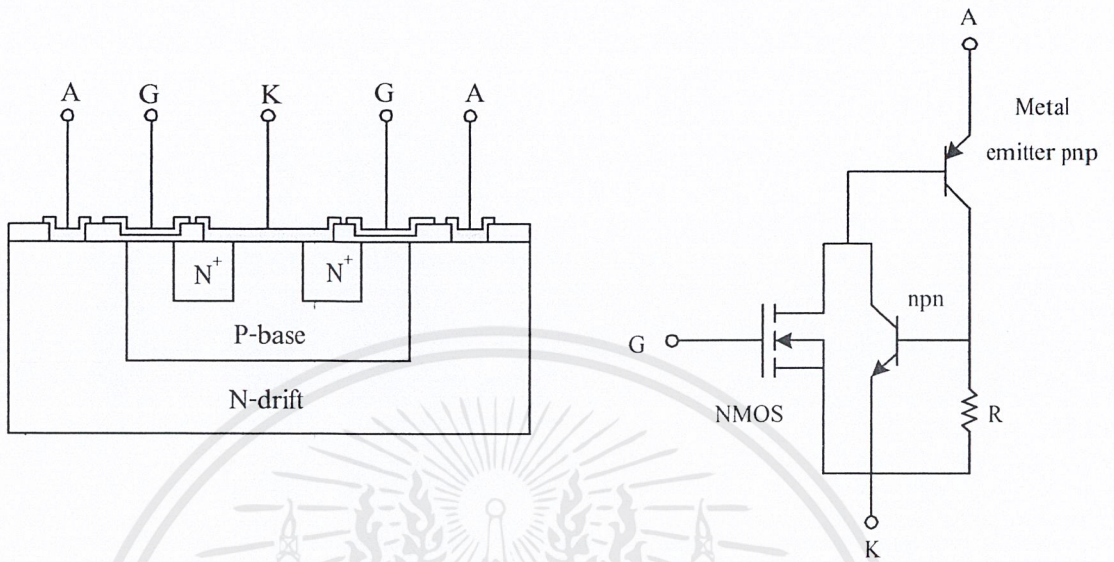 A G K G A
N+ N+
P-base
N-drift
A
Metal
emitter pnp
npn
G
NMOS
R
K